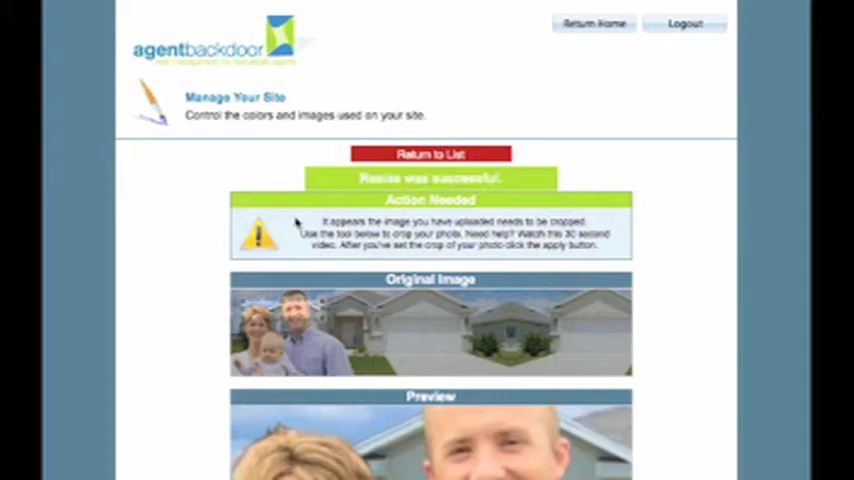 Return Home
Logout
agentbackdoor
Manage Your Site
Control the colors and images used on your site.
Return to List
Resize was successful.
Action Needed
It appears the image you have uploaded needs to be cropped.
Use the tool below to crop your photo. Need help? Watch this 30 second
video. After you've set the crop of your photo click the apply button.
Original Image
Preview